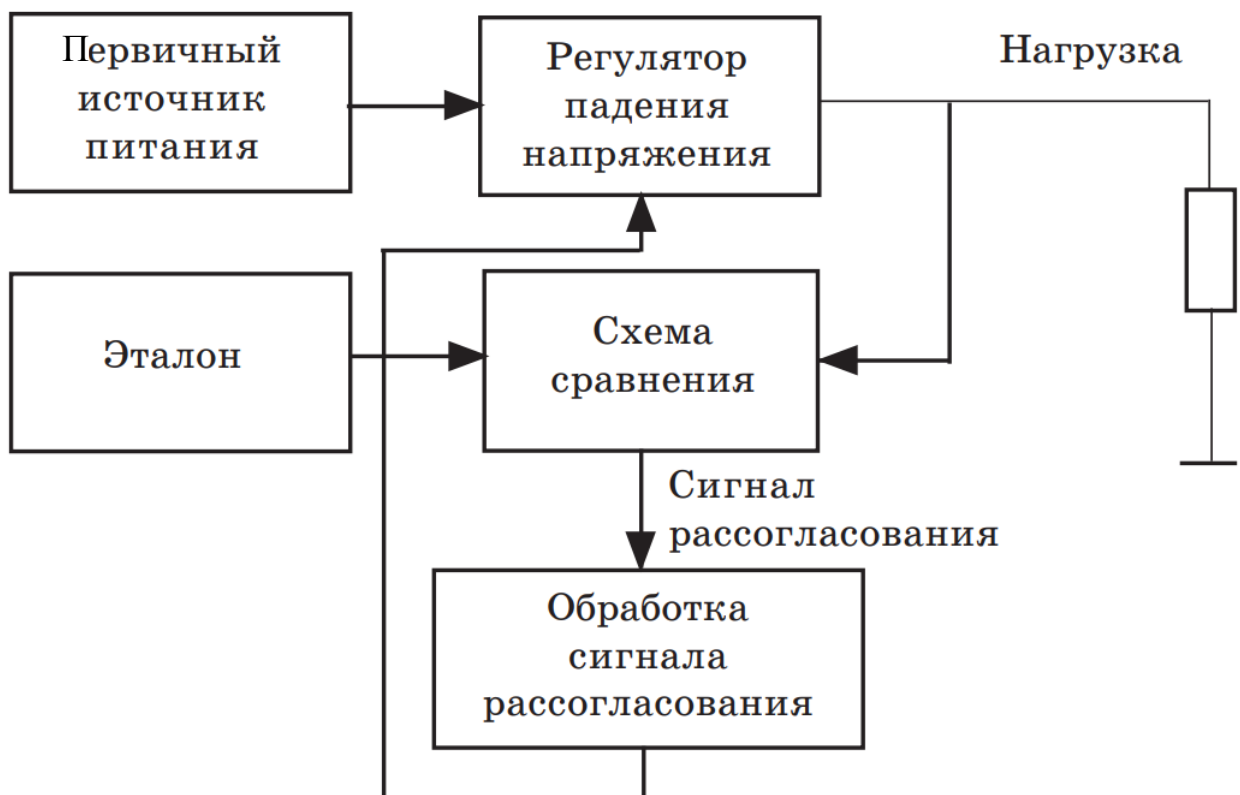 Первичный
источник
питания
Регулятор
падения
напряжения
Нагрузка
Эталон
Схема
сравнения
Сигнал
рассогласования
Обработка
сигнала
рассогласования